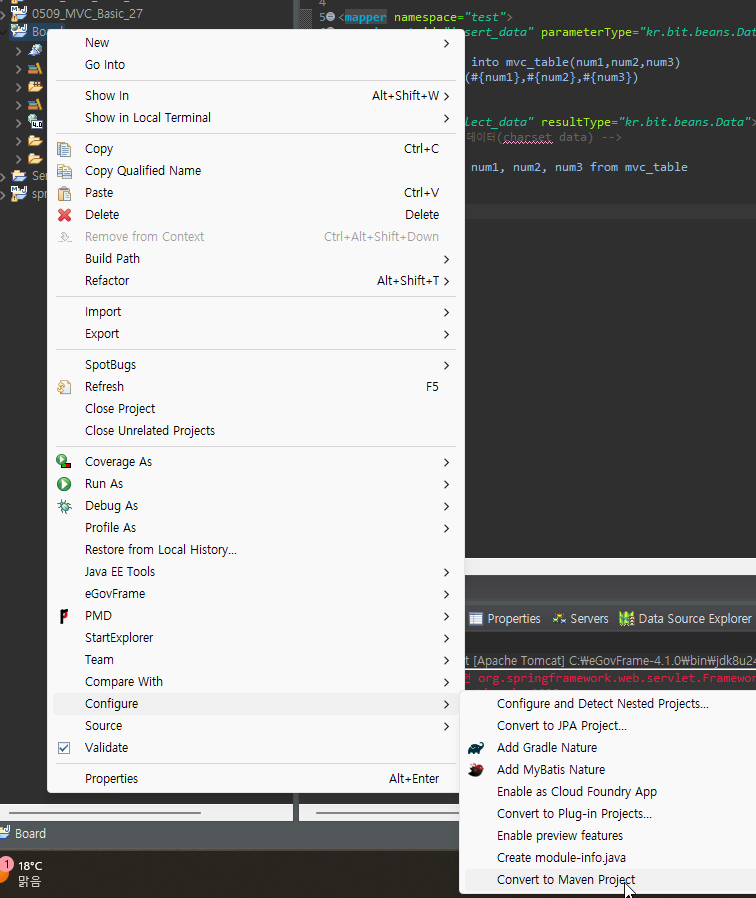 0509_MVC_Basic_27
4
5
<mapper namespace="test">
ert_data" parameterType="kr.bit.beans.Dat
into mvc_table(num1,num2,num3)
(#{num1},#{num2},#{num3})
lect_data" resultType="kr.bit.beans.Data">
데이터(charset data) -->
num1, num2, num3 from mvc_table
New
Go Into
Show In Alt+Shift+W
Show in Local Terminal
Copy Ctrl+C
Copy Qualified Name
Paste Ctrl+V
Delete Delete
Remove from Context Ctrl+Alt+Shift+Down
Build Path
Refactor Alt+Shift+T
Import
Export
SpotBugs
Refresh F5
Close Project
Close Unrelated Projects
Coverage As
Run As
Debug As
Profile As
Restore from Local History...
Java EE Tools
eGovFrame
PMD
StartExplorer
Team
Compare With
Configure
Source
Validate
Properties Alt+Enter
Properties Servers Data Source Explorer
t [Apache Tomcat] C:₩eGovFrame-4.1.0₩bin₩jdk8u24
org.springframework.web.servlet.Framewor
Configure and Detect Nested Projects...
Convert to JPA Project...
Add Gradle Nature
Add MyBatis Nature
Enable as Cloud Foundry App
Convert to Plug-in Projects...
Enable preview features
Create module-info.java
Convert to Maven Project
Board
1
18°C
맑음